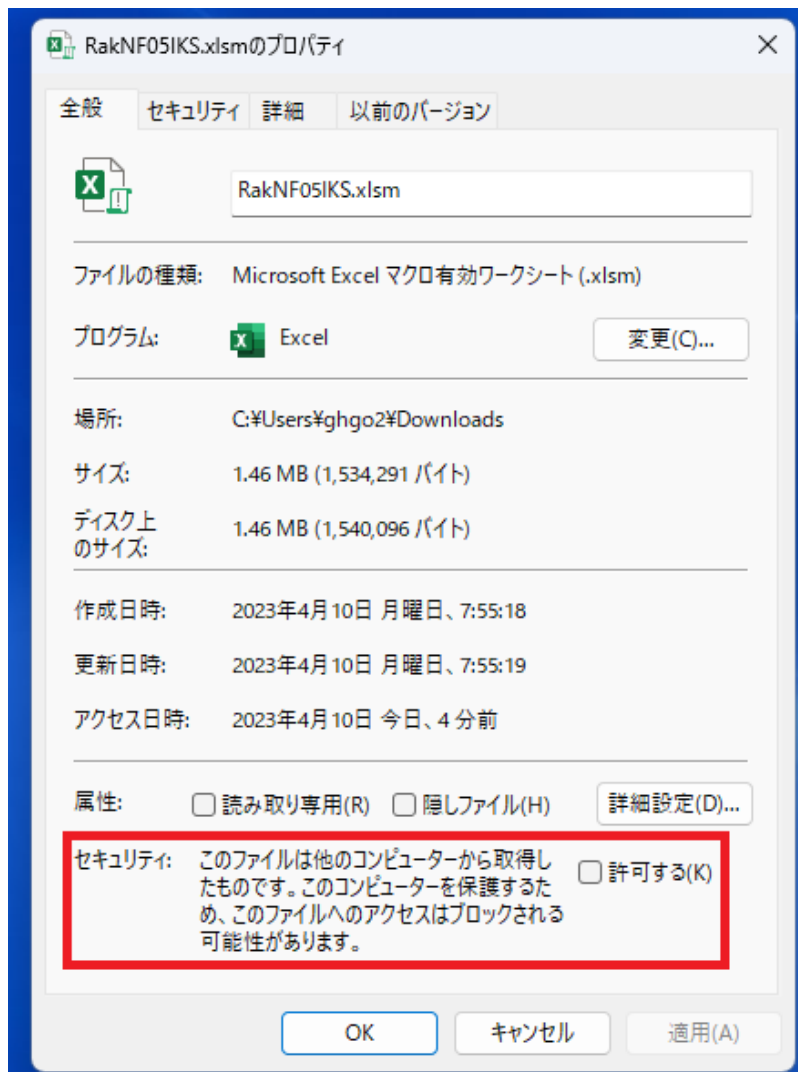 RakNF05IKS.xlsmのプロパティ
全般 セキュリティ 詳細 以前のバージョン
RakNF05IKS.xlsm
ファイルの種類: Microsoft Excel マクロ有効ワークシート (.xlsm)
プログラム: Excel 変更(C)...
場所: C:¥Users¥ghgo2¥Downloads
サイズ: 1.46 MB (1,534,291 バイト)
ディスク上
のサイズ: 1.46 MB (1,540,096 バイト)
作成日時: 2023年4月10日 月曜日、7:55:18
更新日時: 2023年4月10日 月曜日、7:55:19
アクセス日時: 2023年4月10日 今日、4 分前
属性: 読み取り専用(R) 隠しファイル(H) 詳細設定(D)...
セキュリティ: このファイルは他のコンピューターから取得し
たものです。このコンピューターを保護するた 許可する(K)
め、このファイルへのアクセスはブロックされる
可能性があります。
OK キャンセル 適用(A)